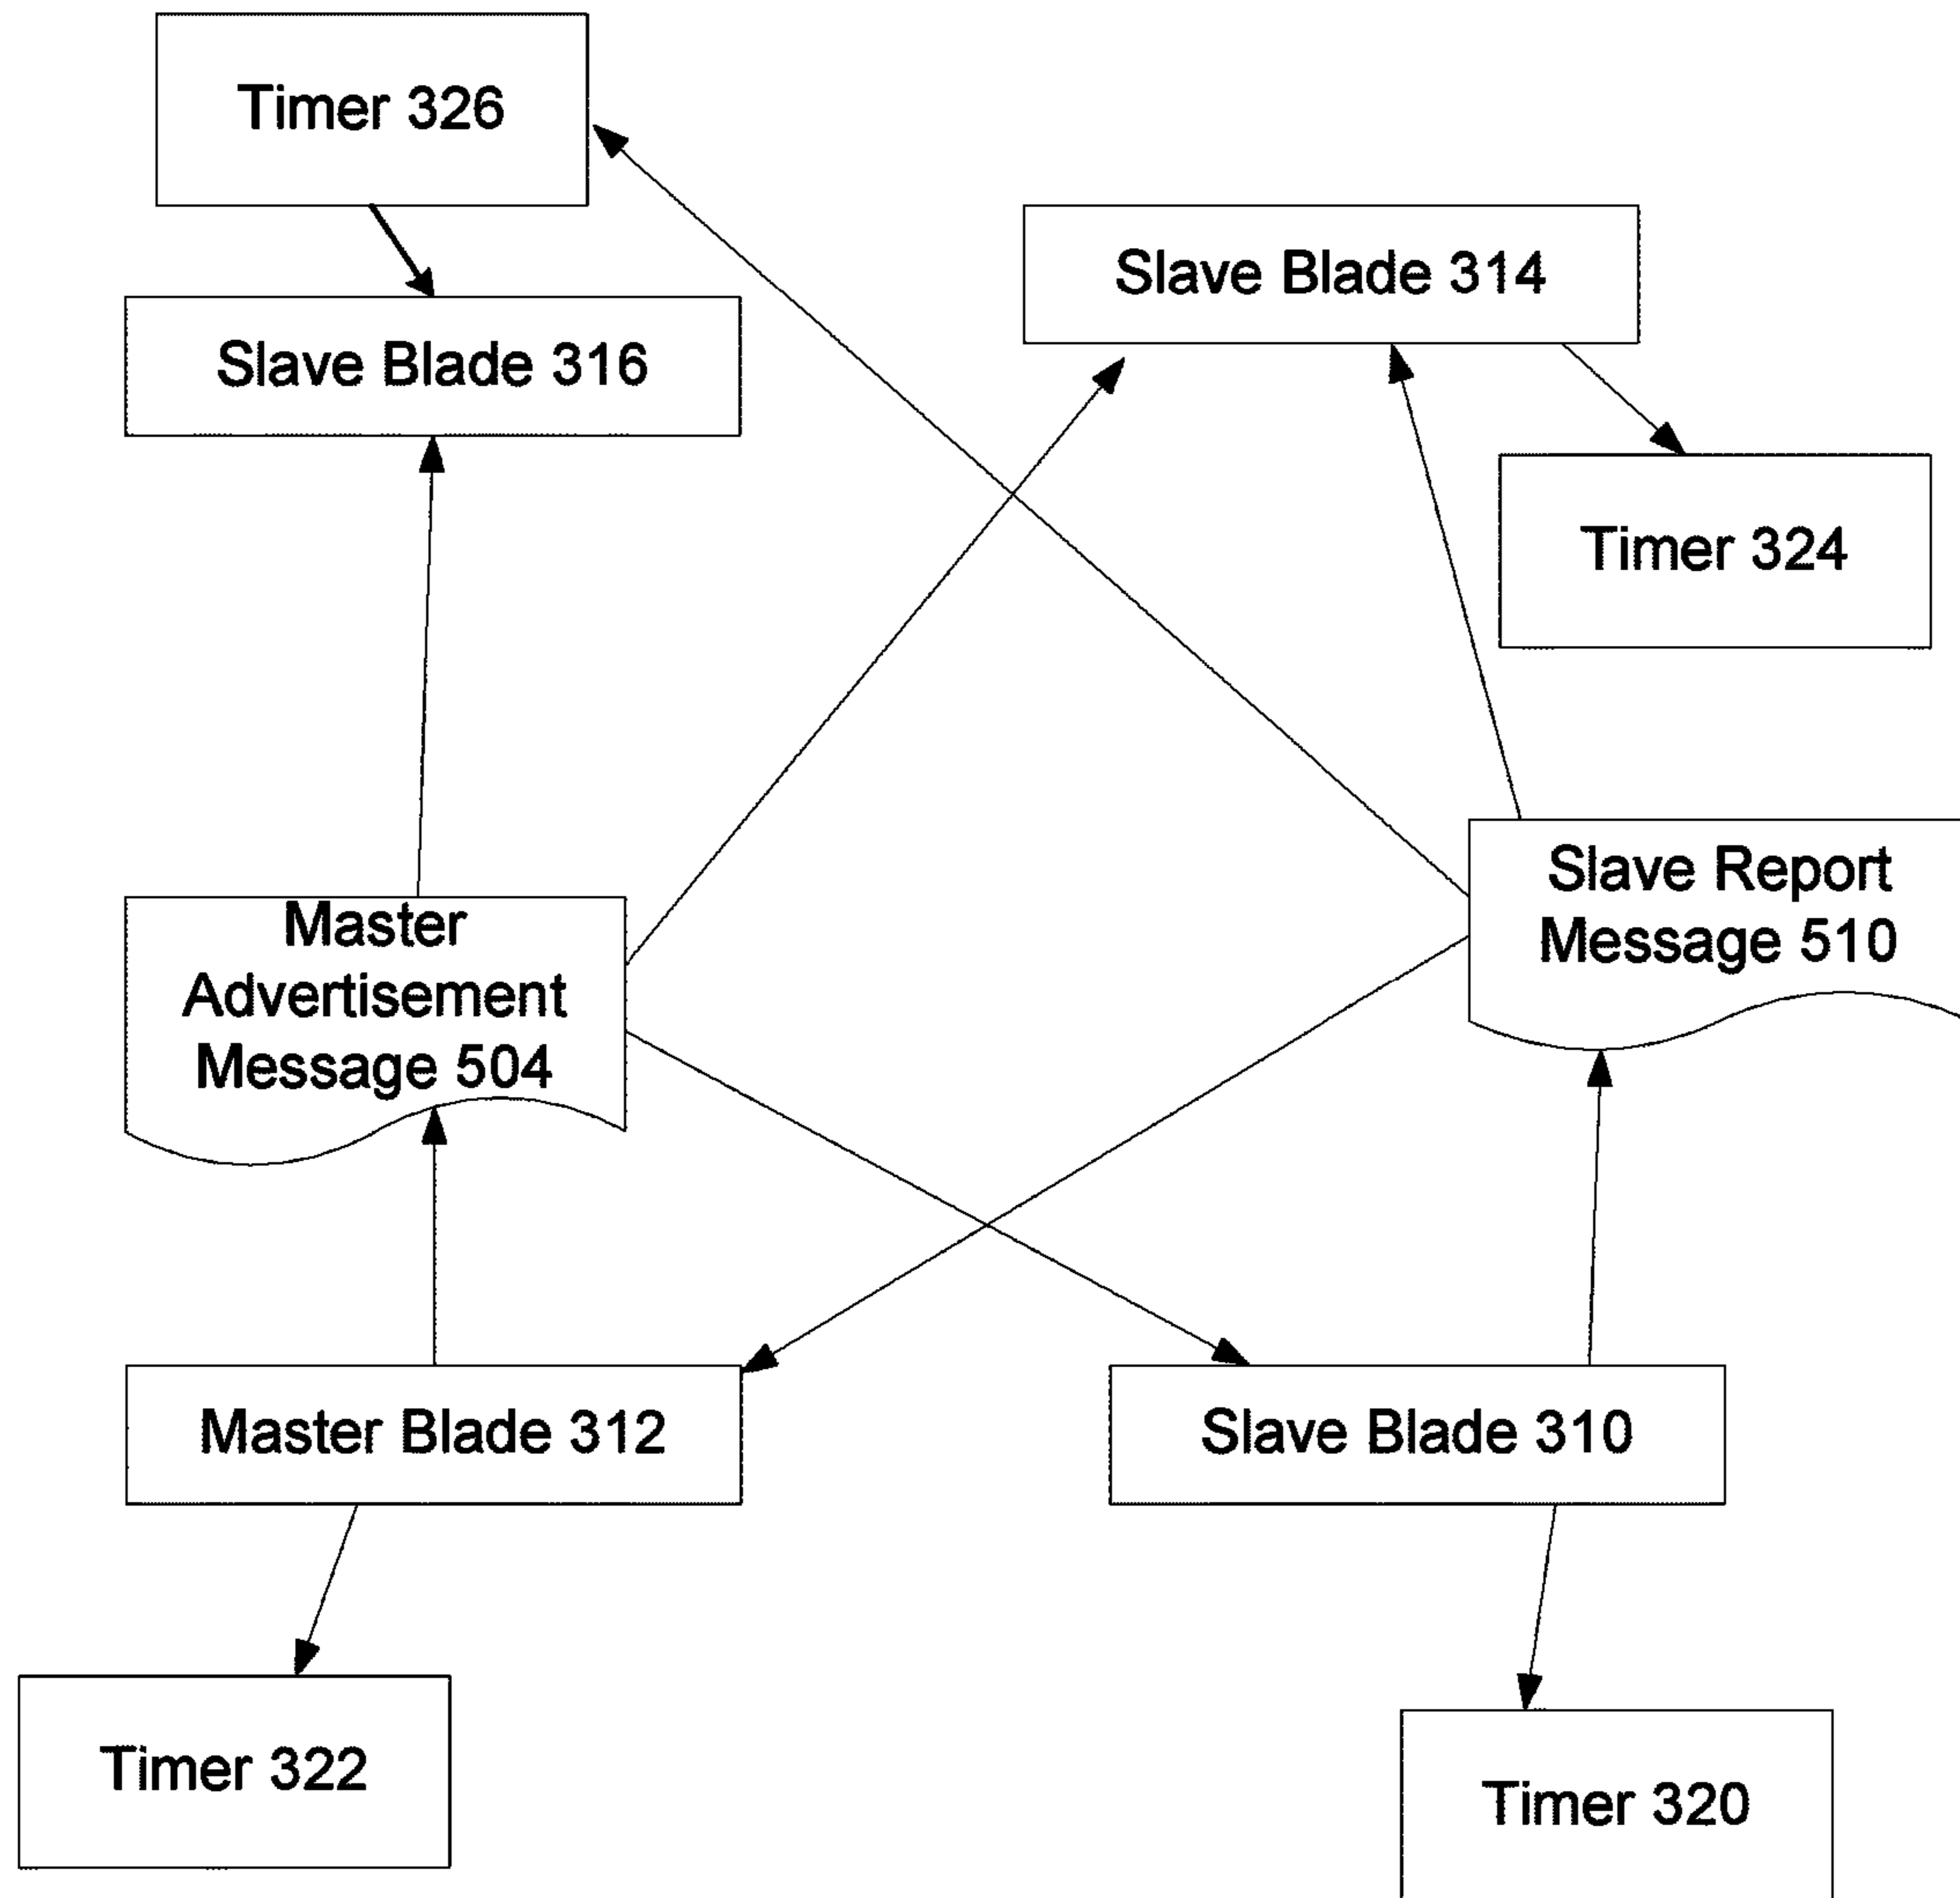 Timer 326
Slave Blade 314
Slave Blade 316
Timer 324
Slave Report
Message 510
Master
Advertisement
Message 504
Master Blade 312
Slave Blade 310
Timer 322
Timer 320